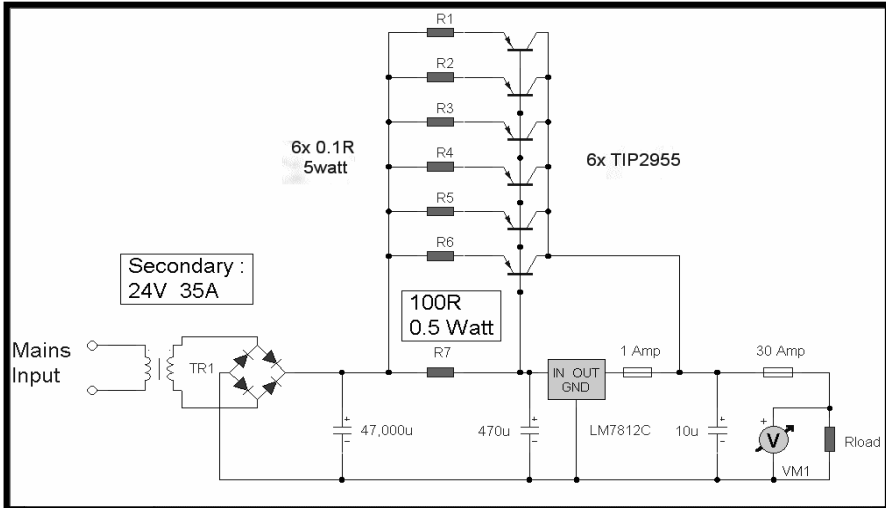 R1
R2
R3
6x 0.1R
5watt
R4
6x TIP2955
R5
R6
Secondary :
24V 35A
100R
0.5 Watt
Mains
Input
TR1
R7
IN OUT
GND
1 Amp
30 Amp
47,000u
470u
LM7812C
10u
+
−
+
−
+
−
+
V
VM1
Rload